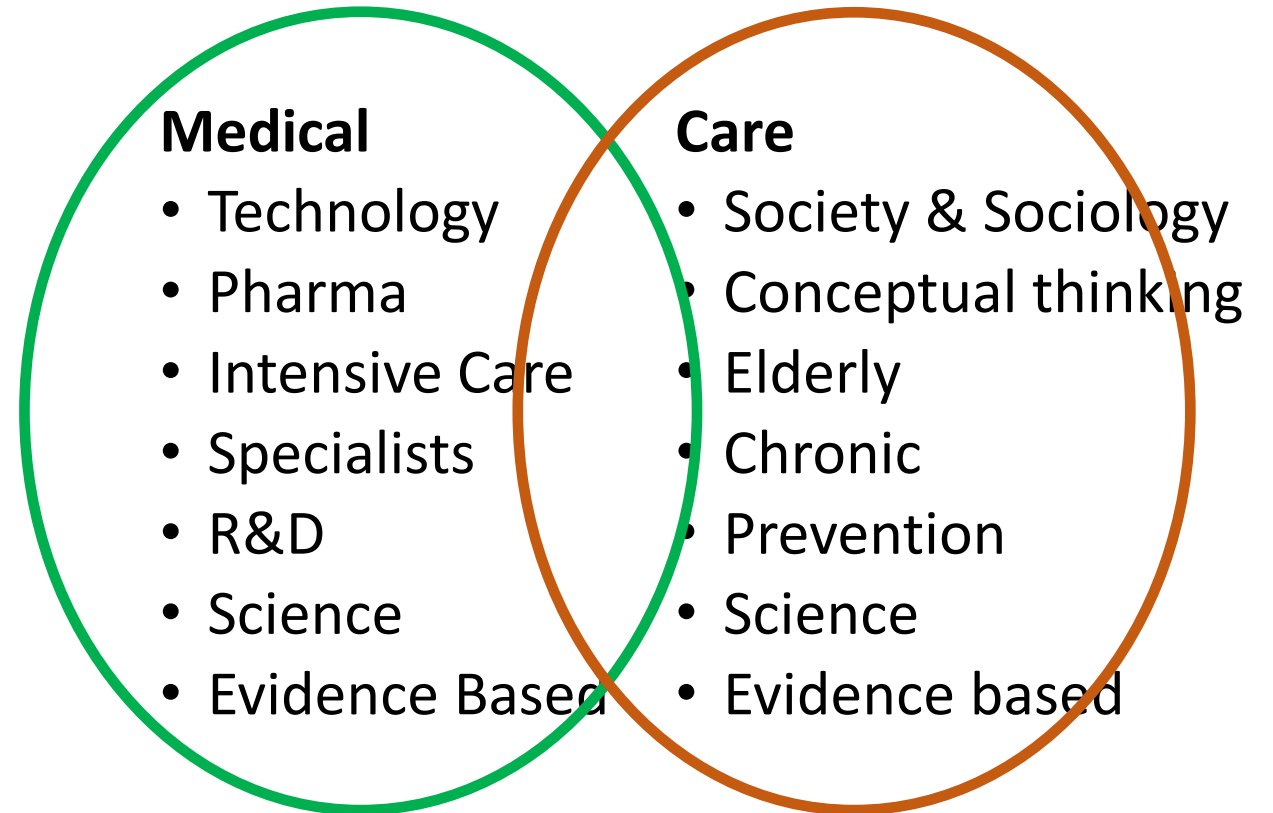 Medical
• Technology
• Pharma
• Intensive Care
• Specialists
• R&D
• Science
• Evidence Based
Care
• Society & Sociology
• Conceptual thinking
• Elderly
• Chronic
• Prevention
• Science
• Evidence based